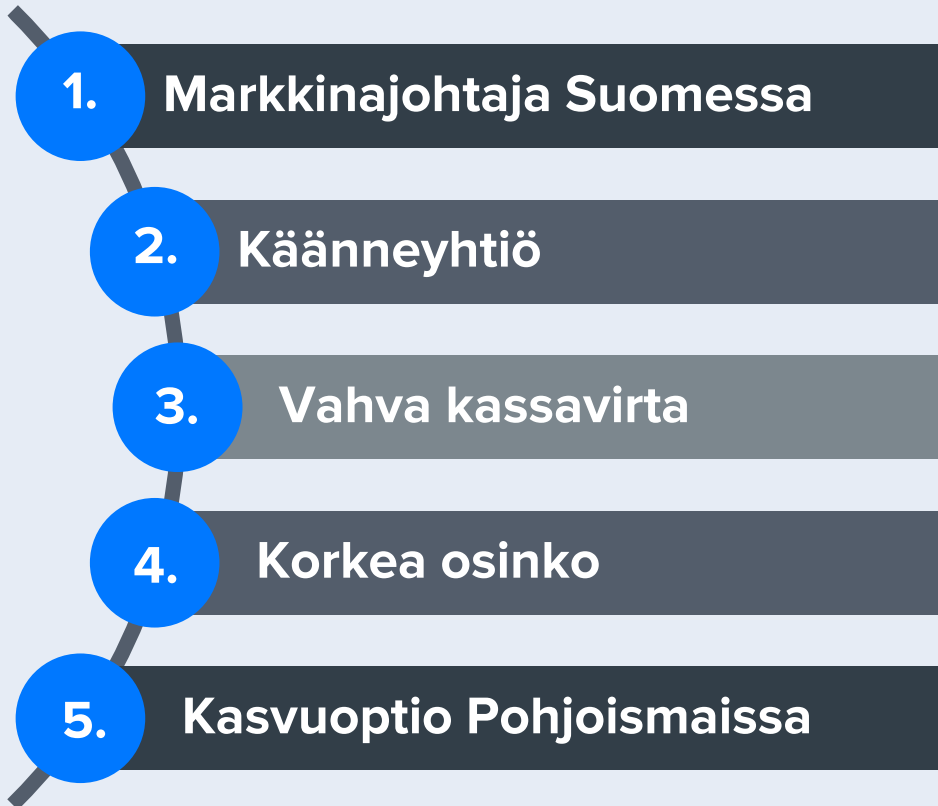 1. Markkinajohtaja Suomessa
2. Käänneyhtiö
3. Vahva kassavirta
4. Korkea osinko
5. Kasvuoptio Pohjoismaissa